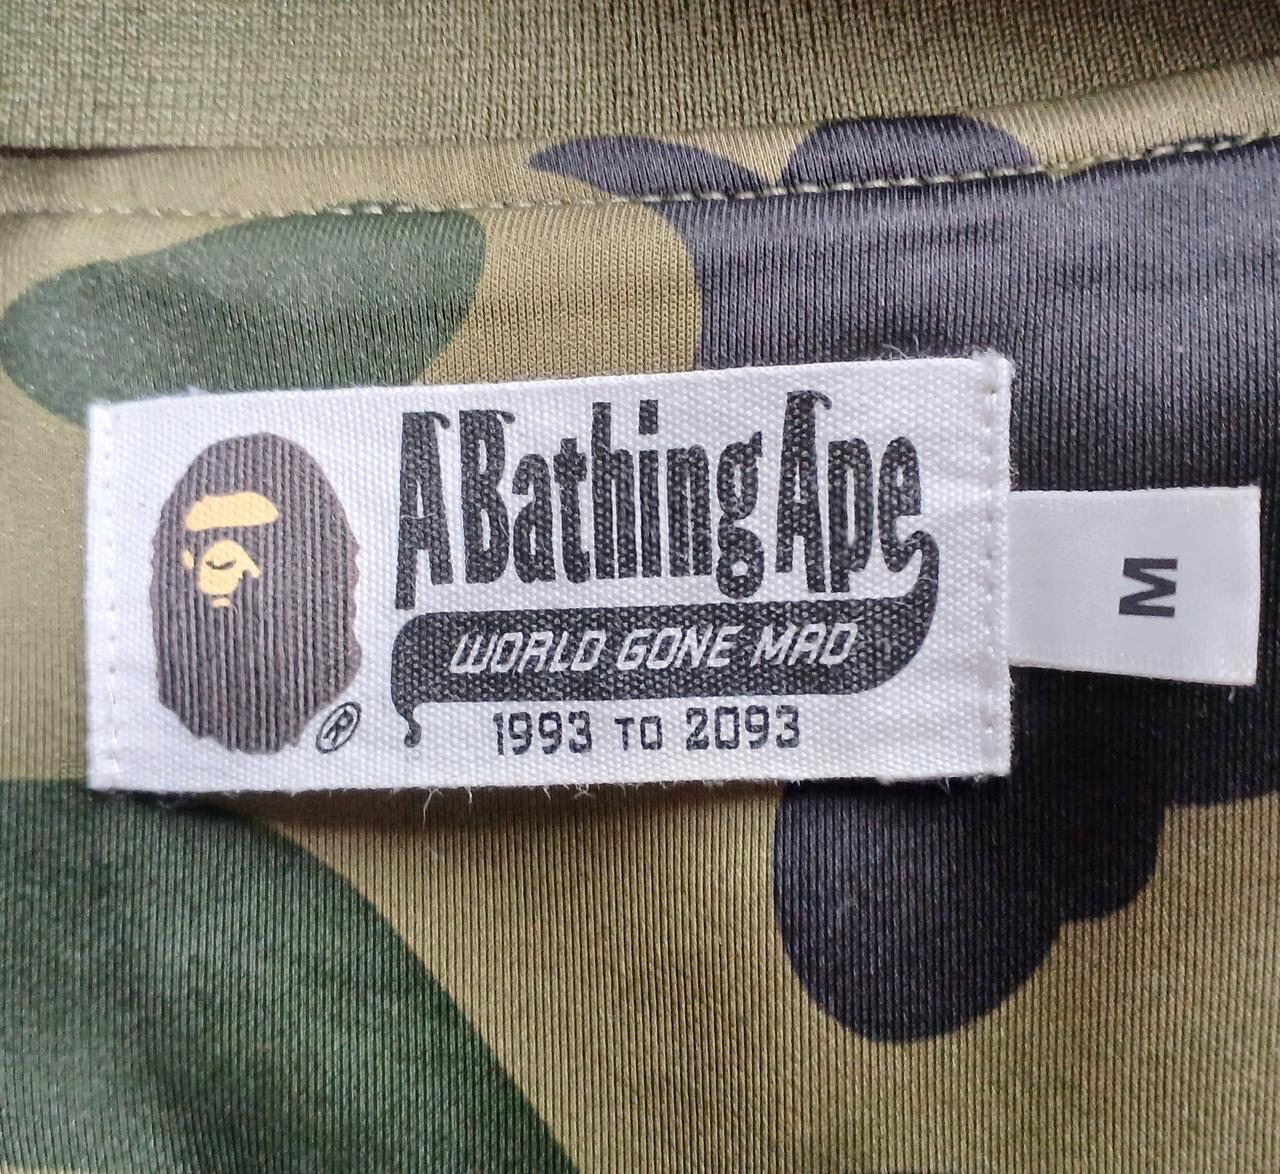 A Bathing Ape
WORLD GONE MAD
1993 TO 2093
®
M